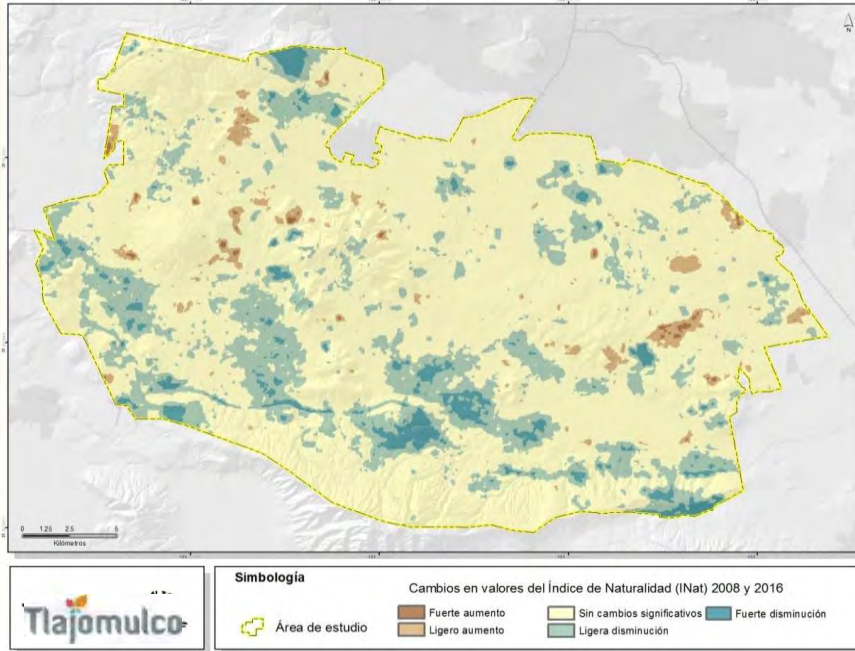 N
0 1.25 2.5 5
Kilómetros
Tlajomulco
Simbología
Área de estudio
Cambios en valores del Índice de Naturalidad (INat) 2008 y 2016
Fuerte aumento
Sin cambios significativos
Fuerte disminución
Ligero aumento
Ligera disminución